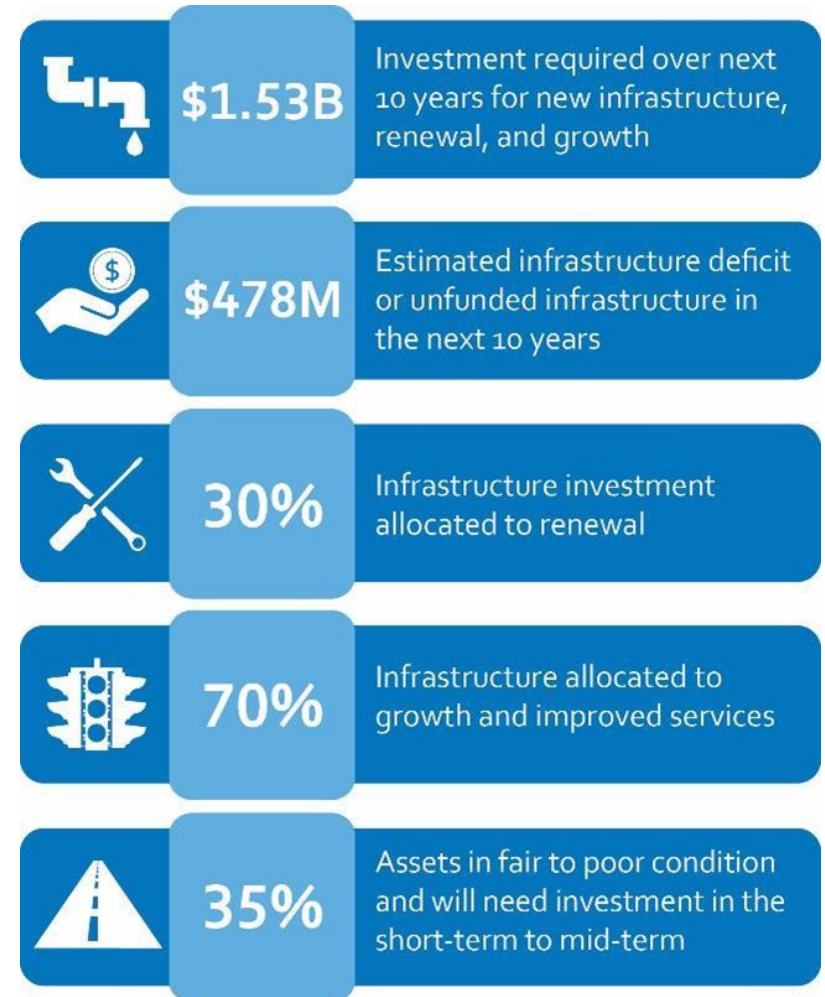 $
$1.53B
Investment required over next
10 years for new infrastructure,
renewal, and growth
$478M
Estimated infrastructure deficit
or unfunded infrastructure in
the next 10 years
30%
Infrastructure investment
allocated to renewal
70%
Infrastructure allocated to
growth and improved services
35%
Assets in fair to poor condition
and will need investment in the
short-term to mid-term